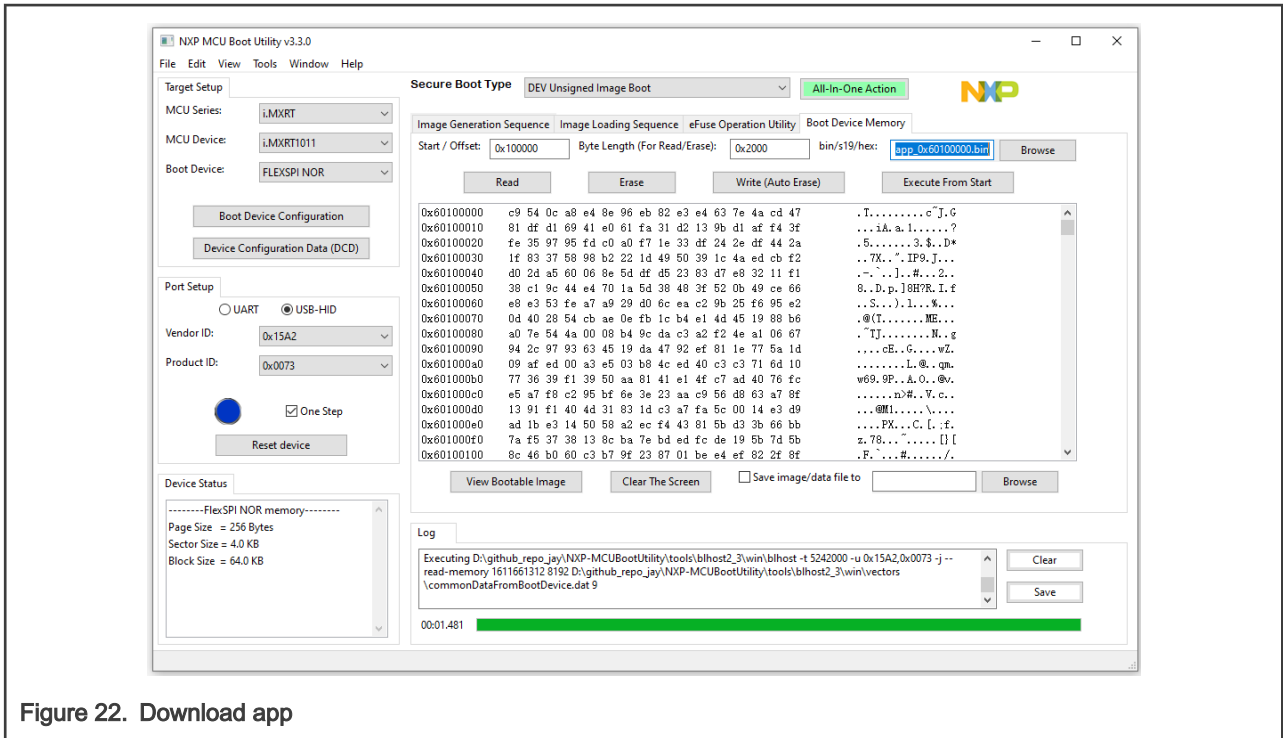 NXP MCU Boot Utility v3.3.0
File Edit View Tools Window Help
Target Setup
MCU Series: i.MXRT
MCU Device: i.MXRT1011
Boot Device: FLEXSPI NOR
Boot Device Configuration
Device Configuration Data (DCD)
Port Setup
UART USB-HID
Vendor ID: 0x15A2
Product ID: 0x0073
One Step
Reset device
Device Status
--------FlexSPI NOR memory--------
Page Size = 256 Bytes
Sector Size = 4.0 KB
Block Size = 64.0 KB
Secure Boot Type DEV Unsigned Image Boot All-In-One Action NXP
Image Generation Sequence Image Loading Sequence eFuse Operation Utility Boot Device Memory
Start / Offset: 0x100000 Byte Length (For Read/Erase): 0x2000 bin/s19/hex: app_0x60100000.bin Browse
Read Erase Write (Auto Erase) Execute From Start
0x60100000 c9 54 0c a8 e4 8e 96 eb 82 e3 e4 63 7e 4a cd 47 .T.........c~J.G
0x60100010 81 df d1 69 41 e0 61 fa 31 d2 13 9b d1 af f4 3f ...iA.a.1......?
0x60100020 fe 35 97 95 fd c0 a0 f7 1e 33 df 24 2e df 44 2a .5.......3.$..D*
0x60100030 1f 83 37 58 98 b2 22 1d 49 50 39 1c 4a ed cb f2 ..7X..".IP9.J...
0x60100040 d0 2d a5 60 06 8e 5d df d5 23 83 d7 e8 32 11 f1 .-.`..]..#...2..
0x60100050 38 c1 9c 44 e4 70 1a 5d 38 48 3f 52 0b 49 ce 66 8..D.p.]8H?R.I.f
0x60100060 e8 e3 53 fe a7 a9 29 d0 6c ea c2 9b 25 f6 95 e2 ..S...).l...%...
0x60100070 0d 40 28 54 cb ae 0e fb 1c b4 e1 4d 45 19 88 b6 .@(T.......ME...
0x60100080 a0 7e 54 4a 00 08 b4 9c da c3 a2 f2 4e a1 06 67 .~TJ........N..g
0x60100090 94 2c 97 93 63 45 19 da 47 92 ef 81 1e 77 5a 1d .,..cE..G....wZ.
0x601000a0 09 af ed 00 a3 e5 03 b8 4c ed 40 c3 c3 71 6d 10 ........L.@..qm.
0x601000b0 77 36 39 f1 39 50 aa 81 41 e1 4f c7 ad 40 76 fc w69.9P..A.O..@v.
0x601000c0 e5 a7 f8 c2 95 bf 6e 3e 23 aa c9 56 d8 63 a7 8f ......n>#..V.c..
0x601000d0 13 91 f1 40 4d 31 83 1d c3 a7 fa 5c 00 14 e3 d9 ...@M1.....\....
0x601000e0 ad 1b e3 14 50 58 a2 ec f4 43 81 5b d3 3b 66 bb ....PX...C.[.;f.
0x601000f0 7a f5 37 38 13 8c ba 7e bd ed fc de 19 5b 7d 5b z.78...~.....[}[
0x60100100 8c 46 b0 60 c3 b7 9f 23 87 01 be e4 ef 82 2f 8f .F.`...#....../.
View Bootable Image Clear The Screen Save image/data file to Browse
Log
Executing D:\github_repo_jay\NXP-MCUBootUtility\tools\blhost2_3\win\blhost -t 5242000 -u 0x15A2,0x0073 -j --
read-memory 1611661312 8192 D:\github_repo_jay\NXP-MCUBootUtility\tools\blhost2_3\win\vectors
\commonDataFromBootDevice.dat 9
Clear
Save
00:01.481
Figure 22. Download app